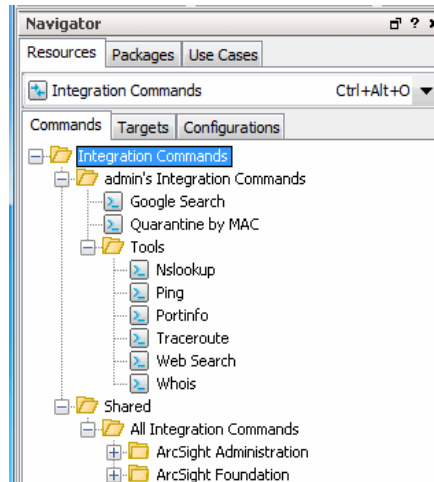 Navigator ?
Resources Packages Use Cases
Integration Commands Ctrl+Alt+O
Commands Targets Configurations
Integration Commands
admin's Integration Commands
Google Search
Quarantine by MAC
Tools
Nslookup
Ping
Portinfo
Traceroute
Web Search
Whois
Shared
All Integration Commands
ArcSight Administration
ArcSight Foundation